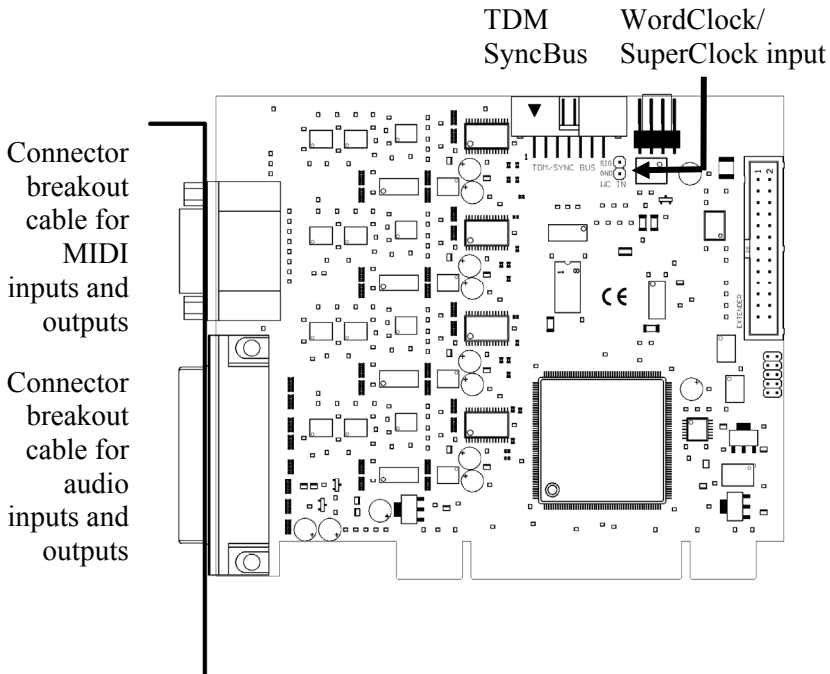 TDM
SyncBus
WordClock/
SuperClock input
Connector
breakout
cable for
MIDI
inputs and
outputs
Connector
breakout
cable for
audio
inputs and
outputs
1
TDM/SYNC BUS
SIG
GND
WC IN
1 2
1 8
CE
EXTENDER